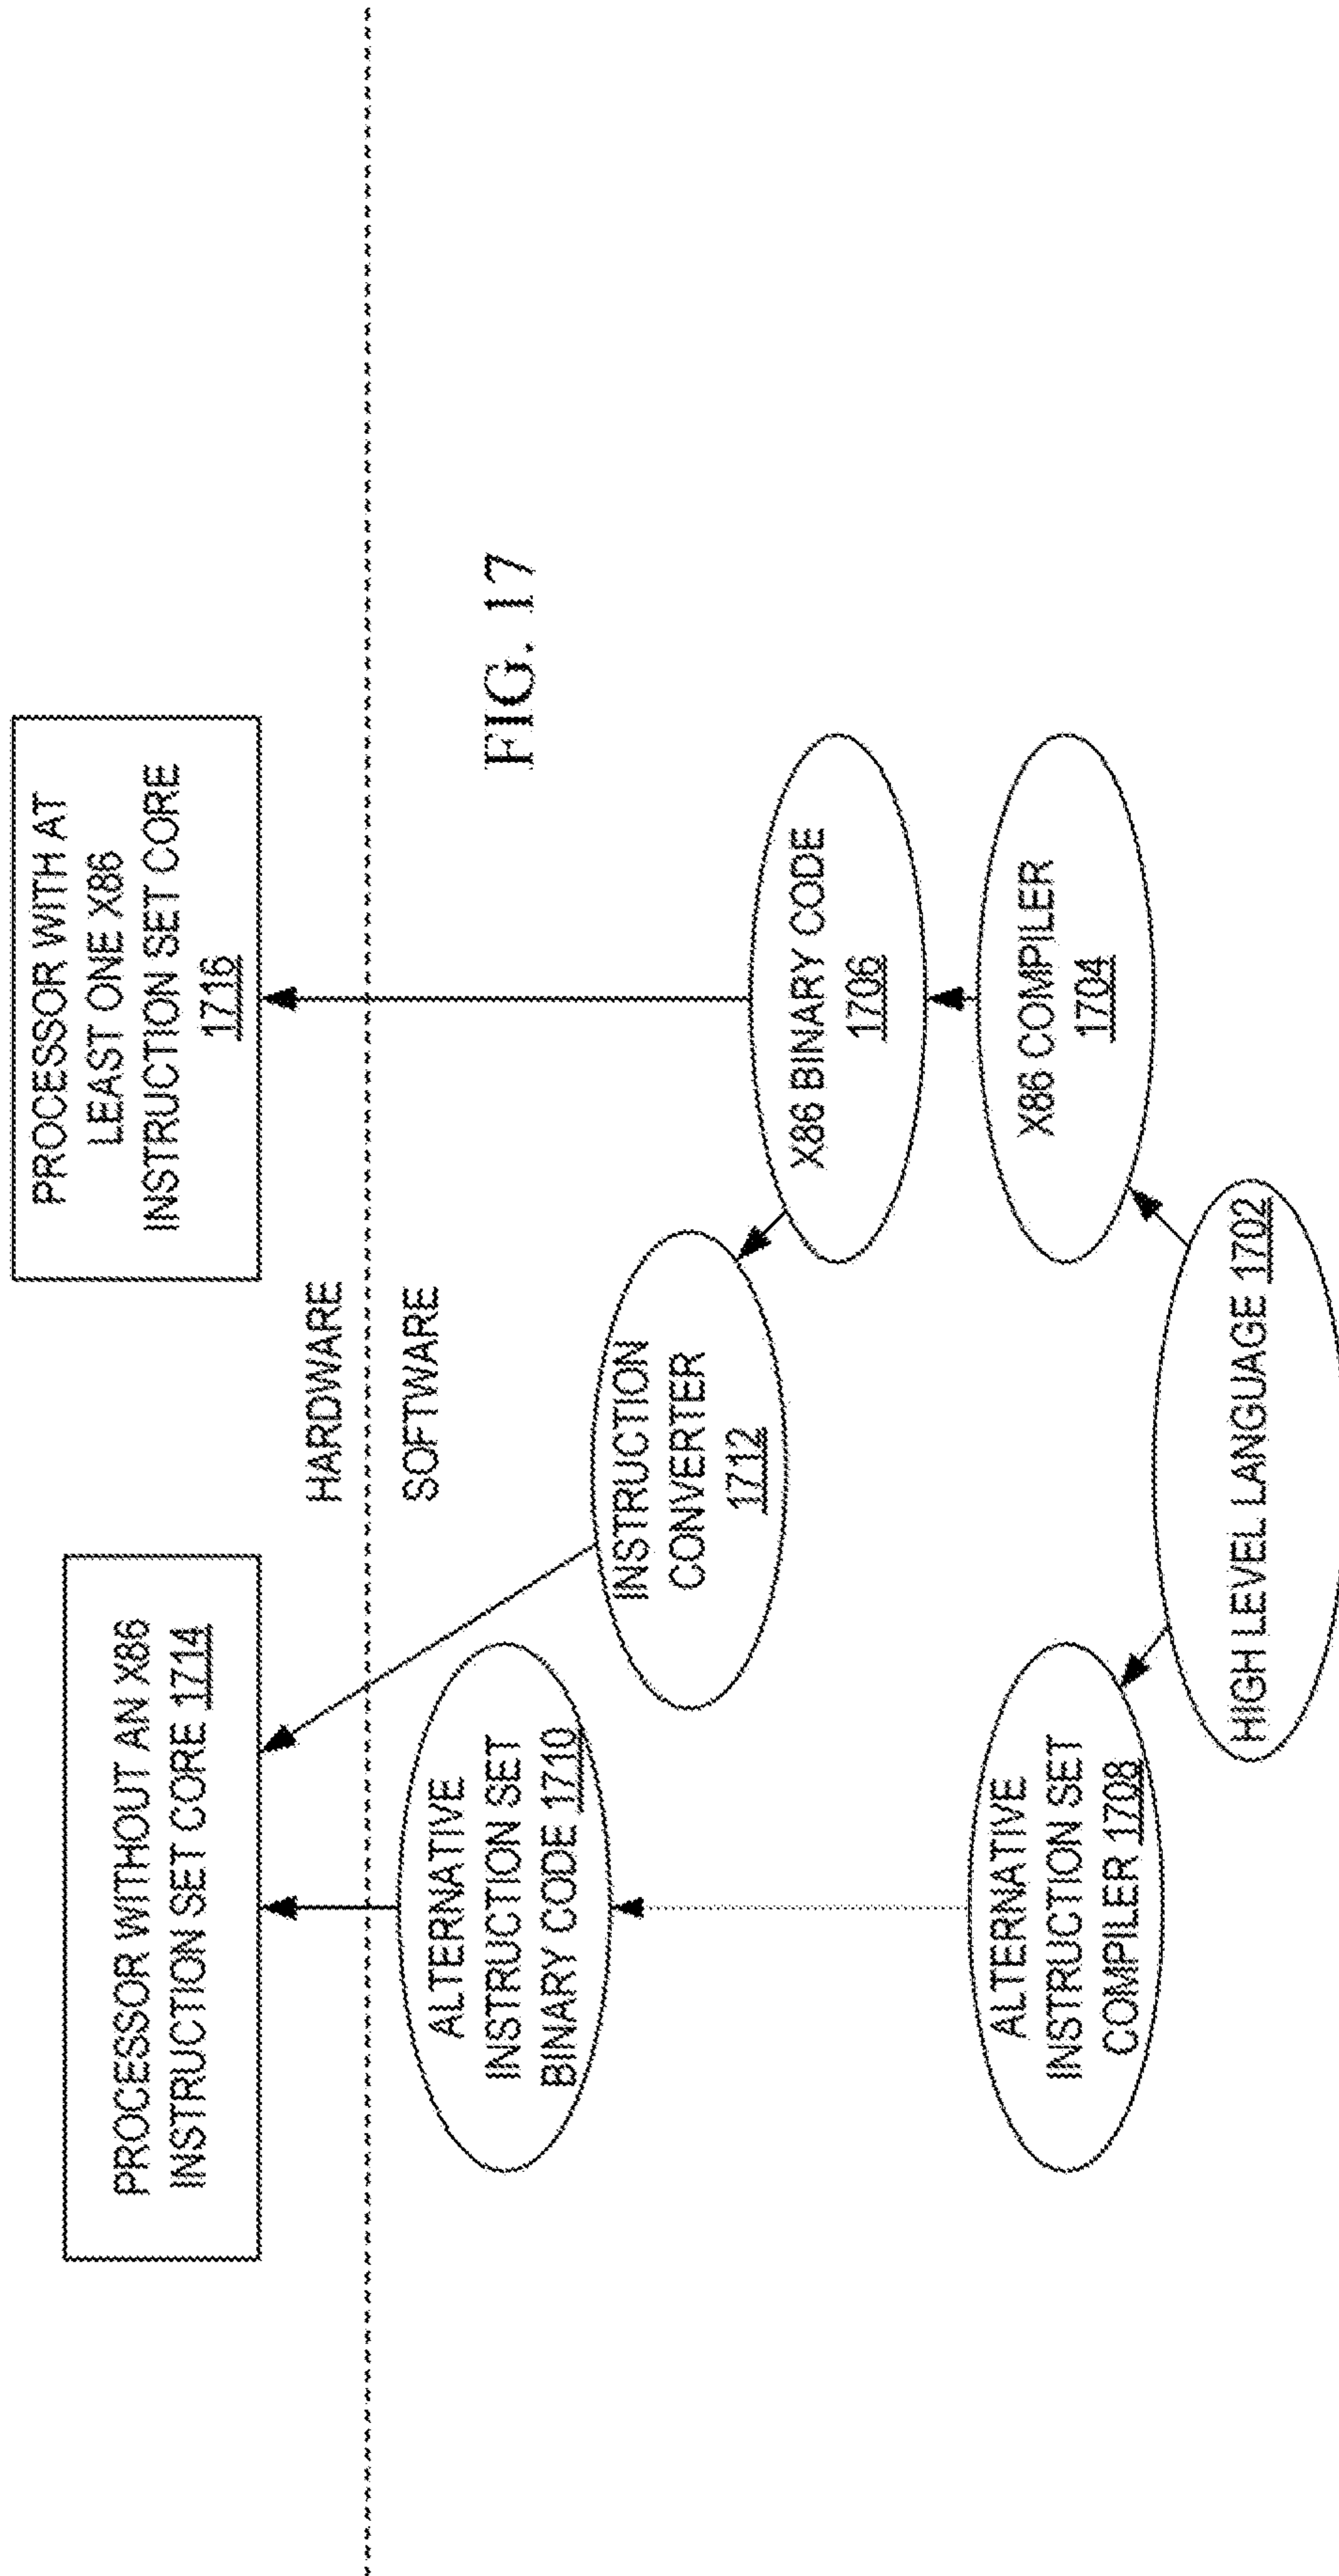 PROCESSOR WITHOUT AN X86
INSTRUCTION SET CORE 1714
PROCESSOR WITH AT
LEAST ONE X86
INSTRUCTION SET CORE
1716
HARDWARE
SOFTWARE
ALTERNATIVE
INSTRUCTION SET
BINARY CODE 1710
INSTRUCTION
CONVERTER
1712
FIG. 17
X86 BINARY CODE
1706
ALTERNATIVE
INSTRUCTION SET
COMPILER 1708
X86 COMPILER
1704
HIGH LEVEL LANGUAGE 1702